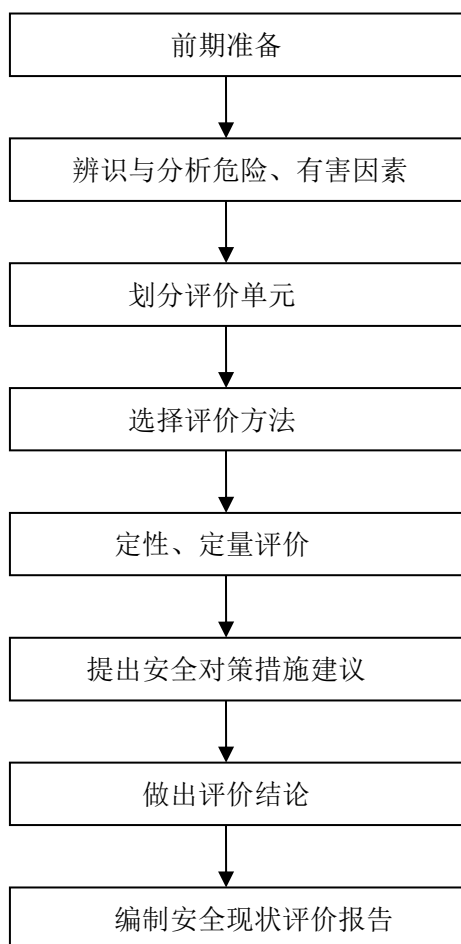 前期准备
辨识与分析危险、有害因素
划分评价单元
选择评价方法
定性、定量评价
提出安全对策措施建议
做出评价结论
编制安全现状评价报告